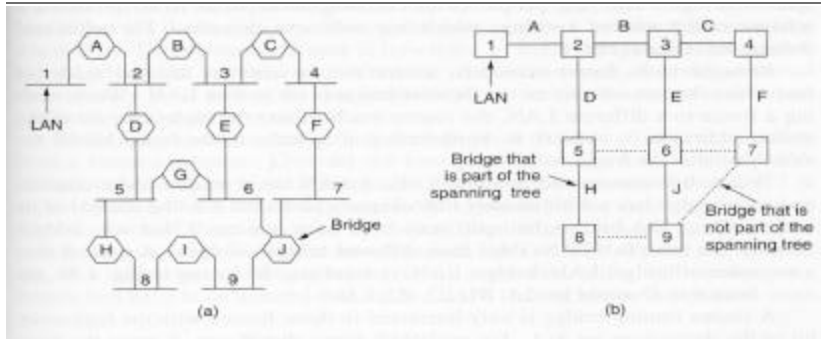 A B C
1 2 3 4
LAN
D E F
G
5 6 7
Bridge
H I J
8 9
(a)
A B C
1 2 3 4
LAN
D E F
5 6 7
Bridge that
is part of the
spanning tree
H J
Bridge that is
not part of the
spanning tree
8 9
(b)